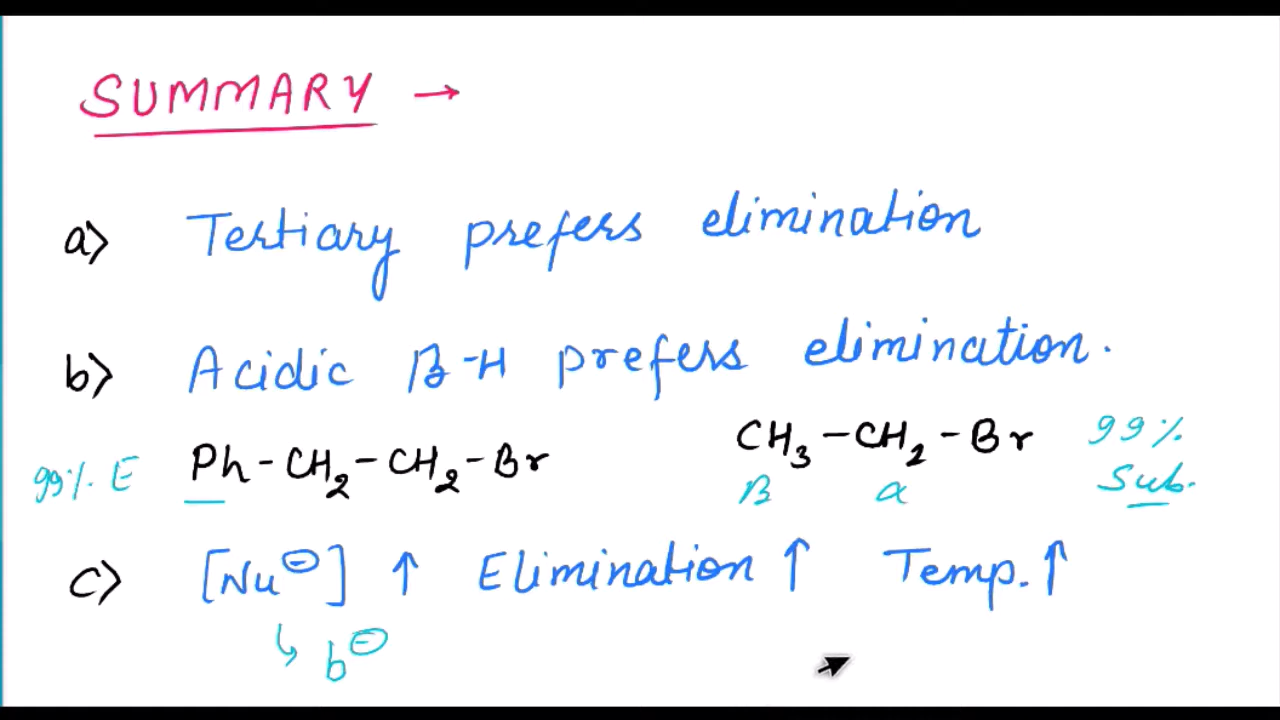 SUMMARY →
a) Tertiary prefers elimination
b) Acidic β-H prefers elimination.
99% E Ph-CH₂-CH₂-Br CH₃-CH₂-Br 99%
β α Sub.
c) [Nu⊖] ↑ Elimination ↑ Temp. ↑
↳ b⊖